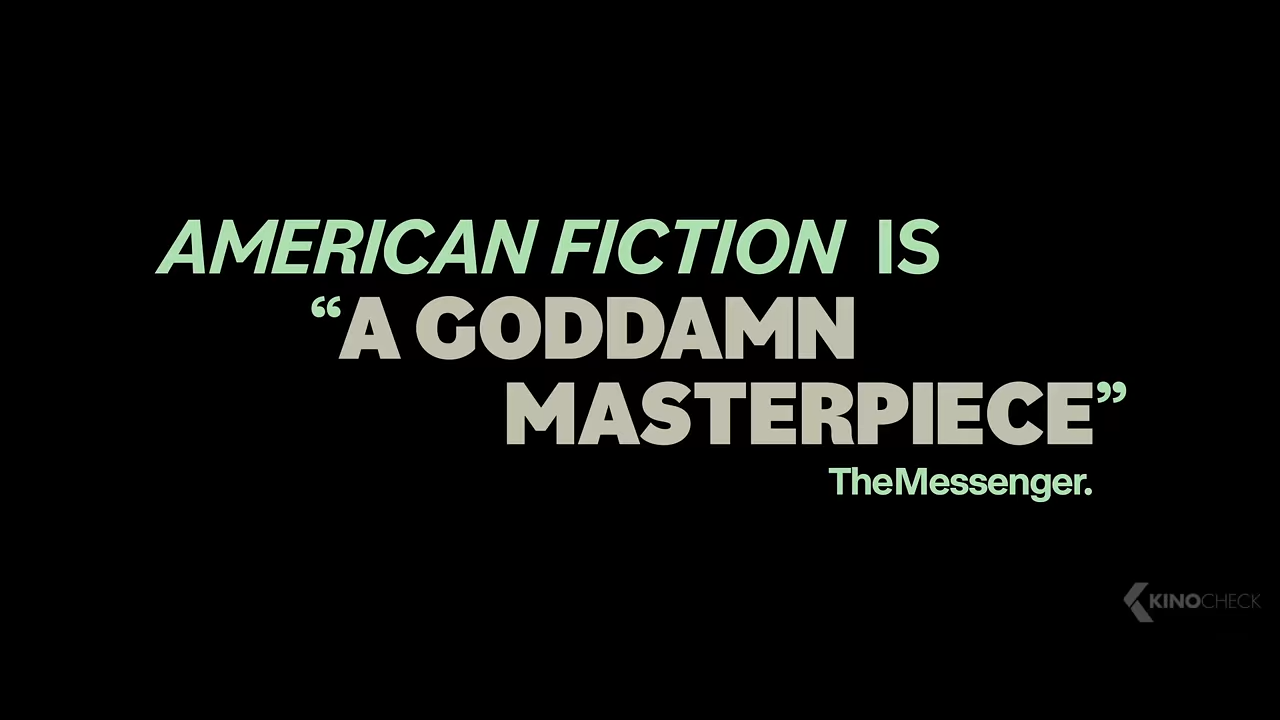 AMERICAN FICTION IS
“A GODDAMN
MASTERPIECE”
TheMessenger.
KINOCHECK